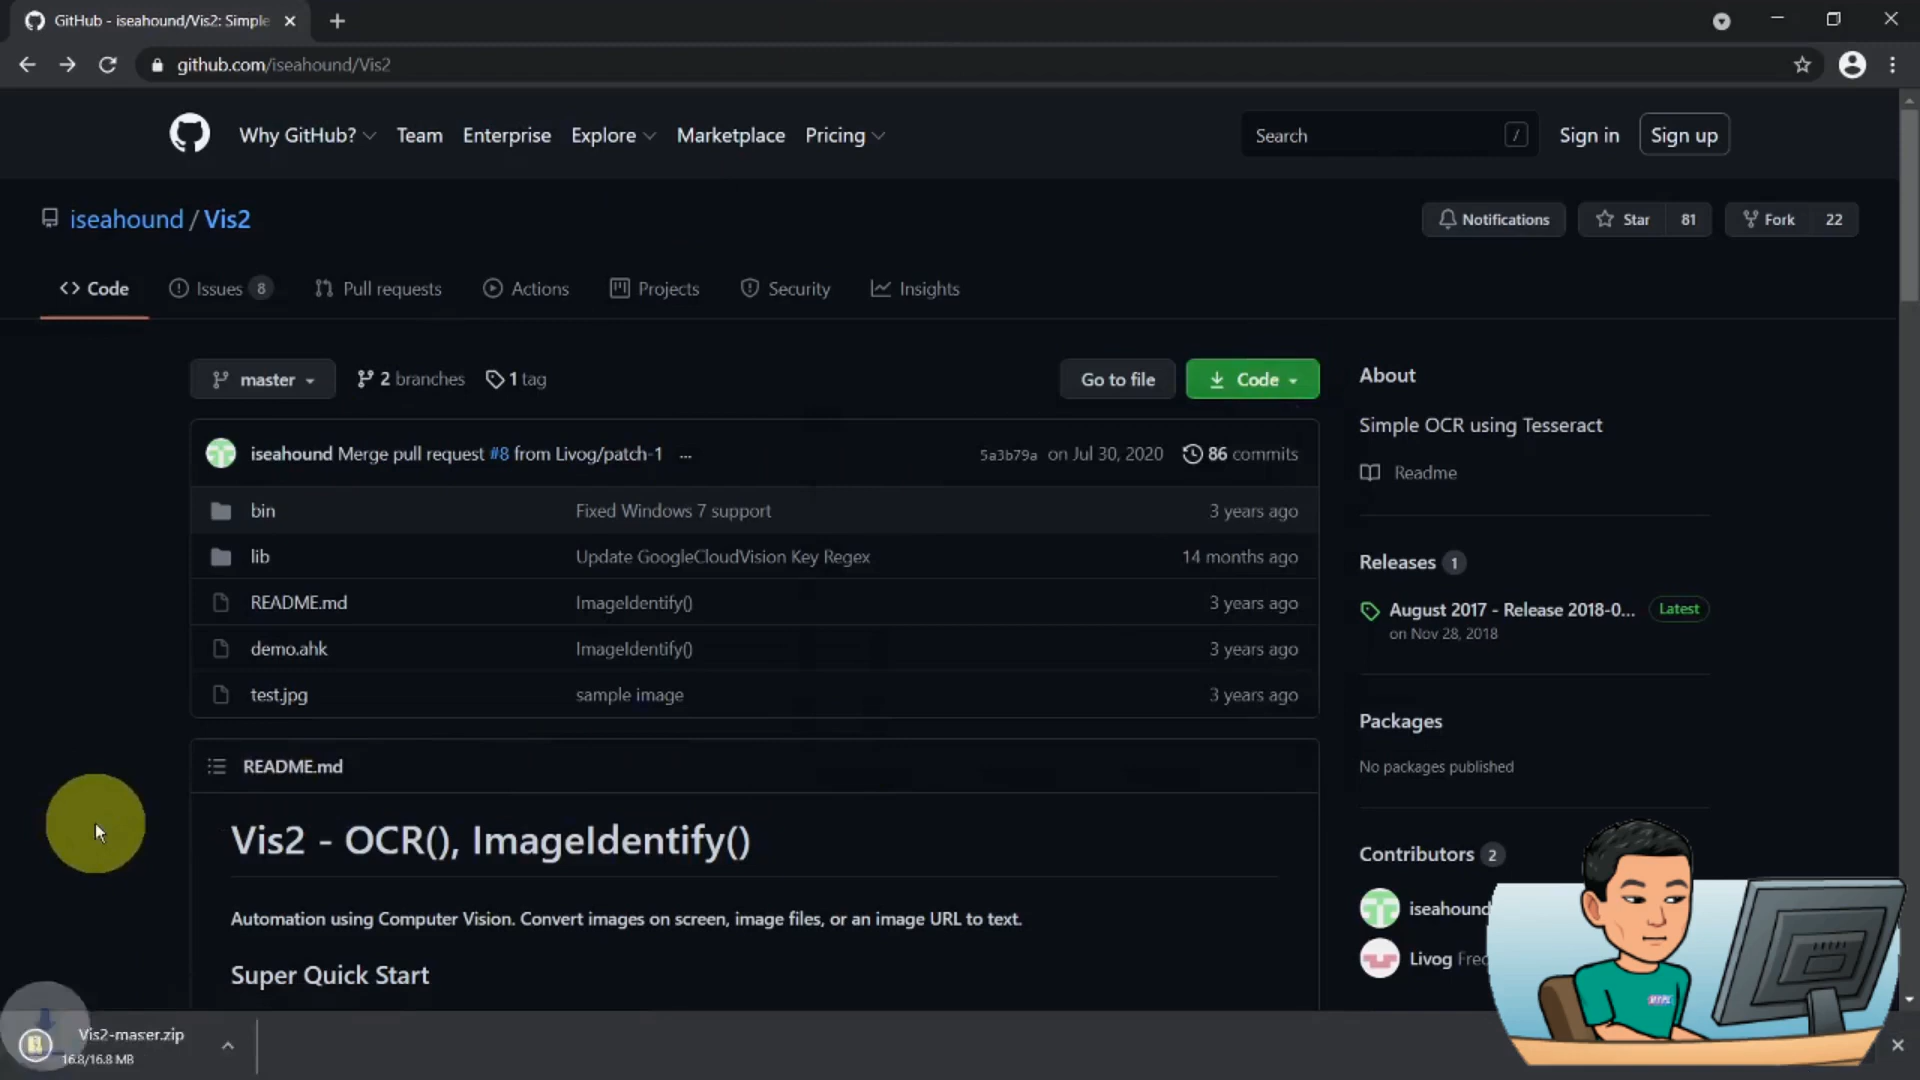 GitHub - iseahound/Vis2: Simple
github.com/iseahound/Vis2
Why GitHub? Team Enterprise Explore Marketplace Pricing Search / Sign in Sign up
iseahound / Vis2 Notifications Star 81 Fork 22
<> Code Issues 8 Pull requests Actions Projects Security Insights
master 2 branches 1 tag Go to file Code
About
Simple OCR using Tesseract
Readme
iseahound Merge pull request #8 from Livog/patch-1 ... 5a3b79a on Jul 30, 2020 86 commits
bin Fixed Windows 7 support 3 years ago
lib Update GoogleCloudVision Key Regex 14 months ago
README.md ImageIdentify() 3 years ago
demo.ahk ImageIdentify() 3 years ago
test.jpg sample image 3 years ago
Releases 1
August 2017 - Release 2018-0... Latest
on Nov 28, 2018
Packages
No packages published
Contributors 2
iseahound
Livog
README.md
Vis2 - OCR(), ImageIdentify()
Automation using Computer Vision. Convert images on screen, image files, or an image URL to text.
Super Quick Start
Vis2-master.zip
16.8/16.8 MB